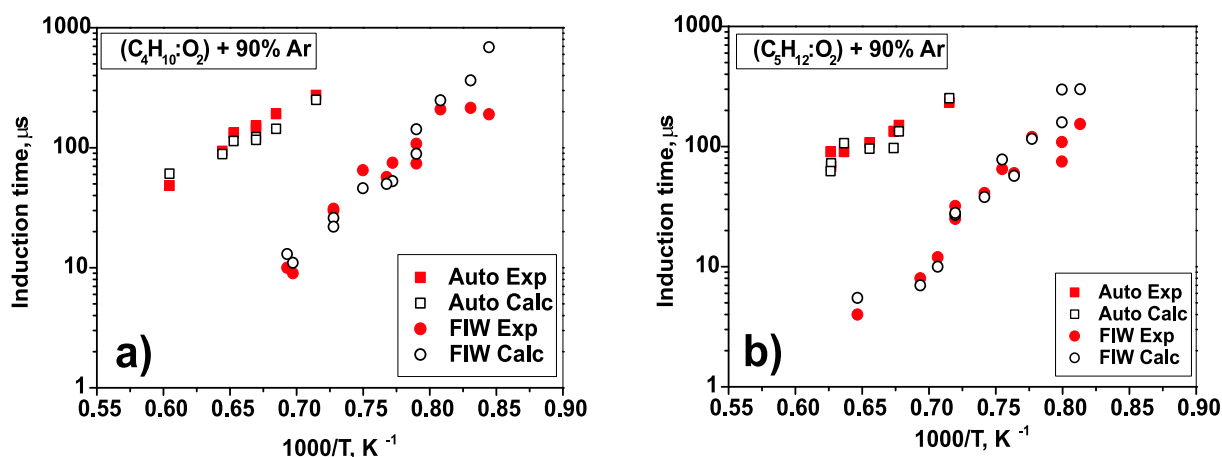 (C₄H₁₀:O₂) + 90% Ar
Induction time, μs
1000
100
10
1
a)
Auto Exp
Auto Calc
FIW Exp
FIW Calc
0.55 0.60 0.65 0.70 0.75 0.80 0.85 0.90
1000/T, K ⁻¹
(C₅H₁₂:O₂) + 90% Ar
Induction time, μs
1000
100
10
1
b)
Auto Exp
Auto Calc
FIW Exp
FIW Calc
0.55 0.60 0.65 0.70 0.75 0.80 0.85 0.90
1000/T, K ⁻¹